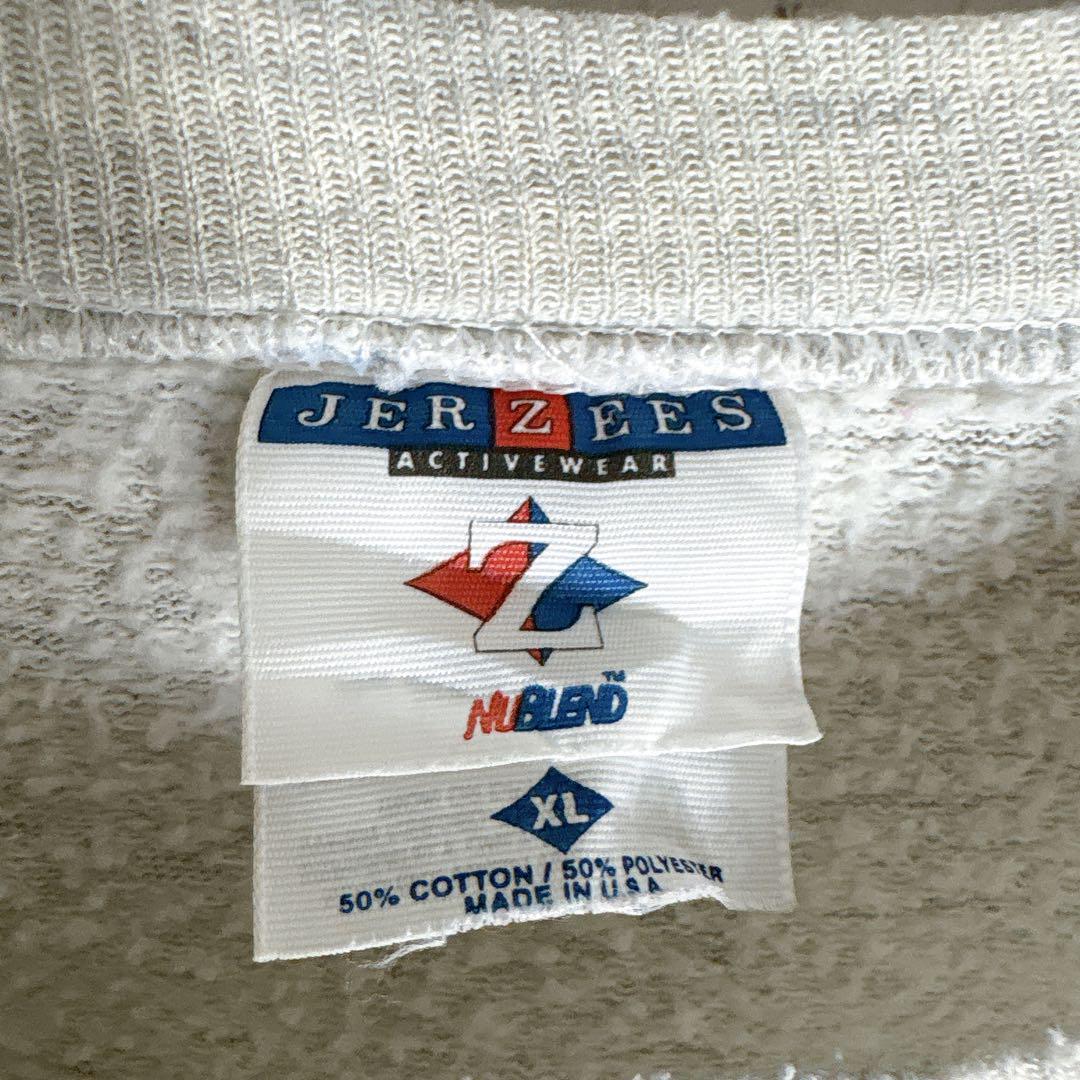 JERZEES
ACTIVEWEAR
Z
NUBLEND™
XL
50% COTTON / 50% POLYESTER
MADE IN U.S.A.